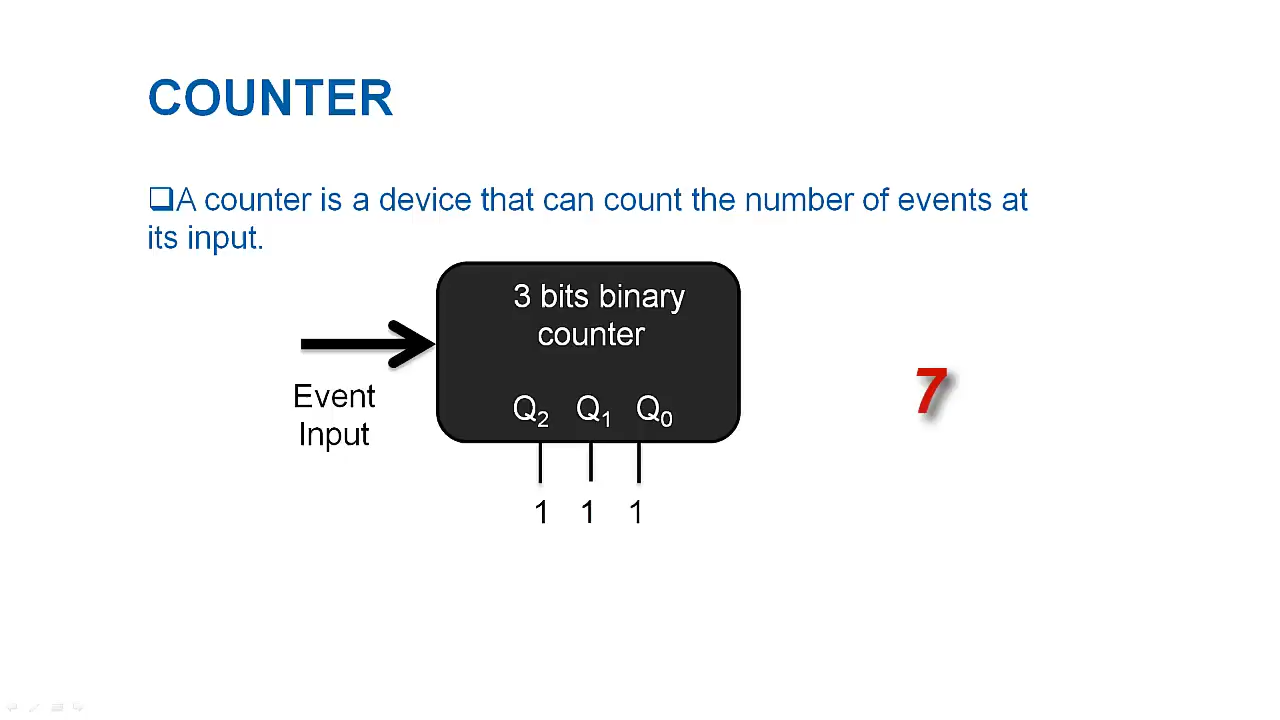 COUNTER
❑A counter is a device that can count the number of events at
its input.
3 bits binary
counter
Event
Input
Q₂ Q₁ Q₀
7
1 1 1